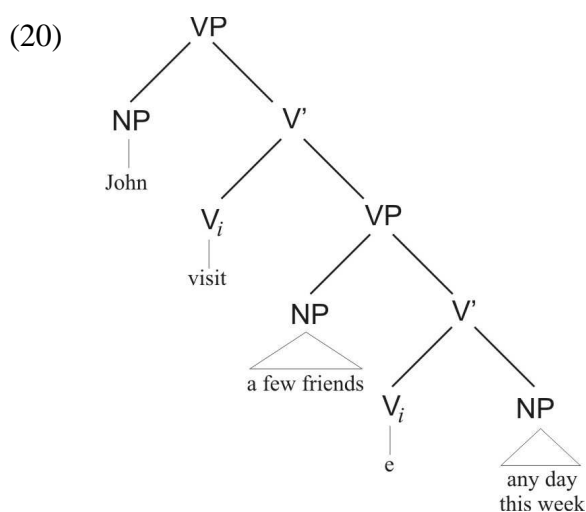 (20)
VP
NP V’
John
Vi VP
visit
NP V’
a few friends
Vi NP
e
any day
this week